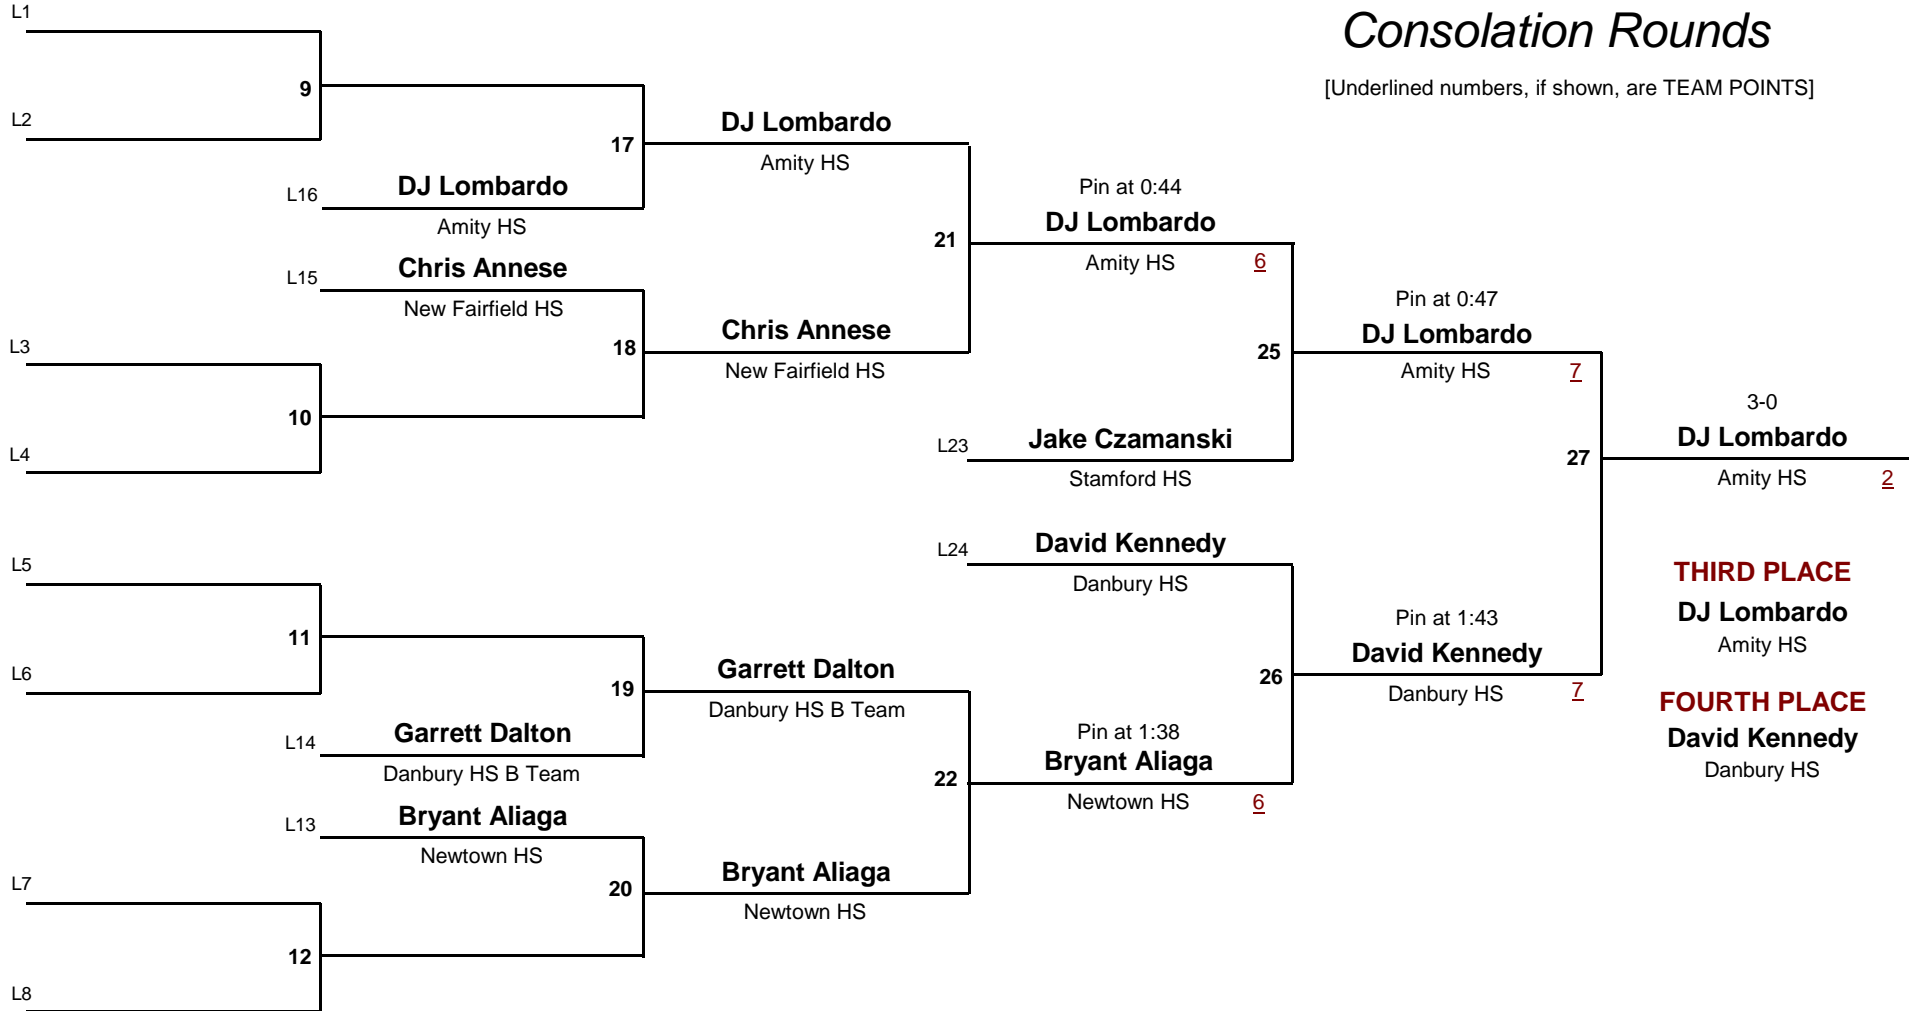 L1
Consolation Rounds
[Underlined numbers, if shown, are TEAM POINTS]
9
L2
17
DJ Lombardo
Amity HS
L16
DJ Lombardo
Amity HS
Pin at 0:44
21
DJ Lombardo
Amity HS
6
L15
Chris Annese
New Fairfield HS
18
Chris Annese
New Fairfield HS
L3
10
L4
25
Pin at 0:47
DJ Lombardo
Amity HS
7
L23
Jake Czamanski
Stamford HS
27
3-0
DJ Lombardo
Amity HS
2
L24
David Kennedy
Danbury HS
L5
11
L6
19
Garrett Dalton
Danbury HS B Team
L14
Garrett Dalton
Danbury HS B Team
26
Pin at 1:43
David Kennedy
Danbury HS
7
22
Pin at 1:38
Bryant Aliaga
Newtown HS
6
L13
Bryant Aliaga
Newtown HS
20
Bryant Aliaga
Newtown HS
L7
12
L8
THIRD PLACE
DJ Lombardo
Amity HS
FOURTH PLACE
David Kennedy
Danbury HS